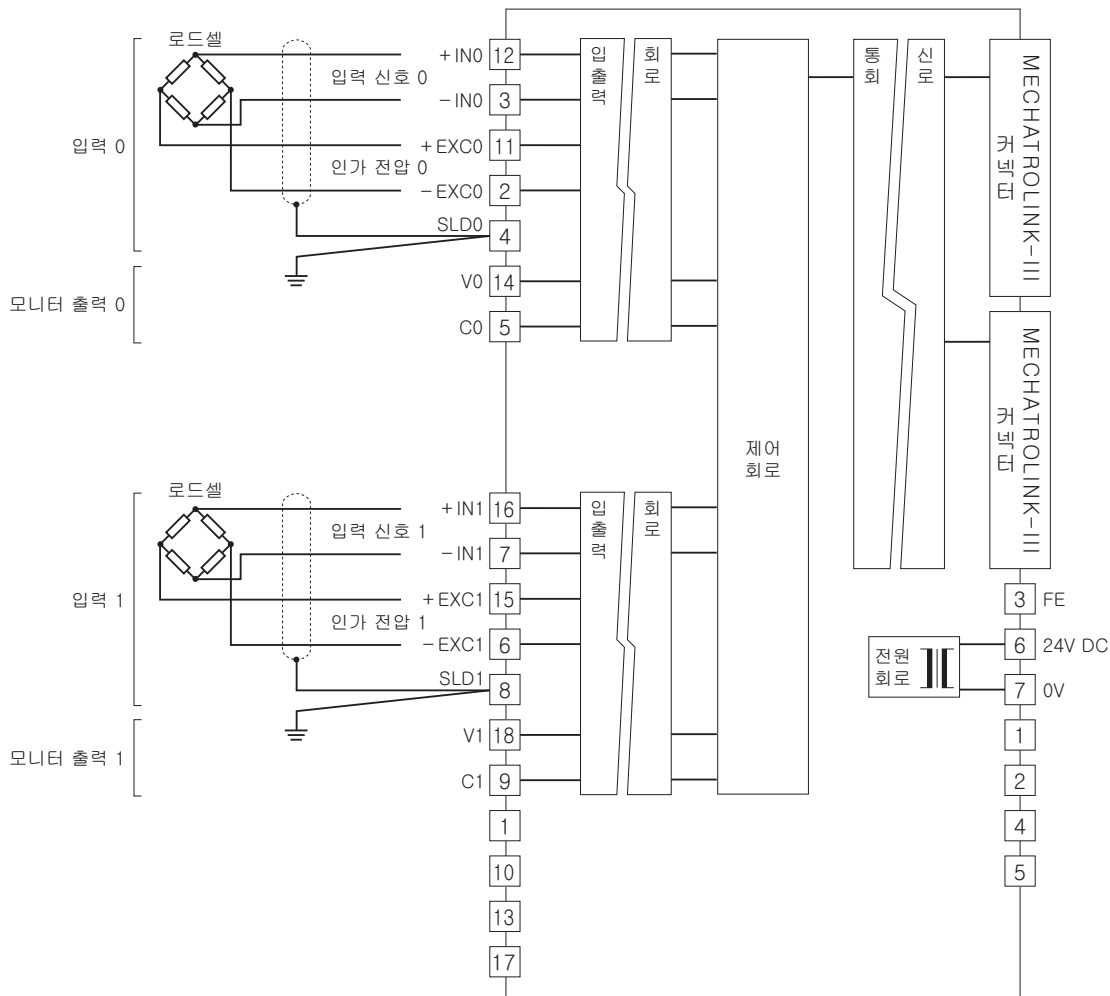 로드셀
입력 0
입력 신호 0
인가 전압 0
+IN0 12
−IN0 3
+EXC0 11
−EXC0 2
SLD0 4
모니터 출력 0
V0 14
C0 5
입출력 회로
로드셀
입력 1
입력 신호 1
인가 전압 1
+IN1 16
−IN1 7
+EXC1 15
−EXC1 6
SLD1 8
모니터 출력 1
V1 18
C1 9
1
10
13
17
입출력 회로
제어
회로
통신
회로
MECHATROLINK-III
커넥터
MECHATROLINK-III
커넥터
3 FE
6 24V DC
7 0V
전원
회로
1
2
4
5